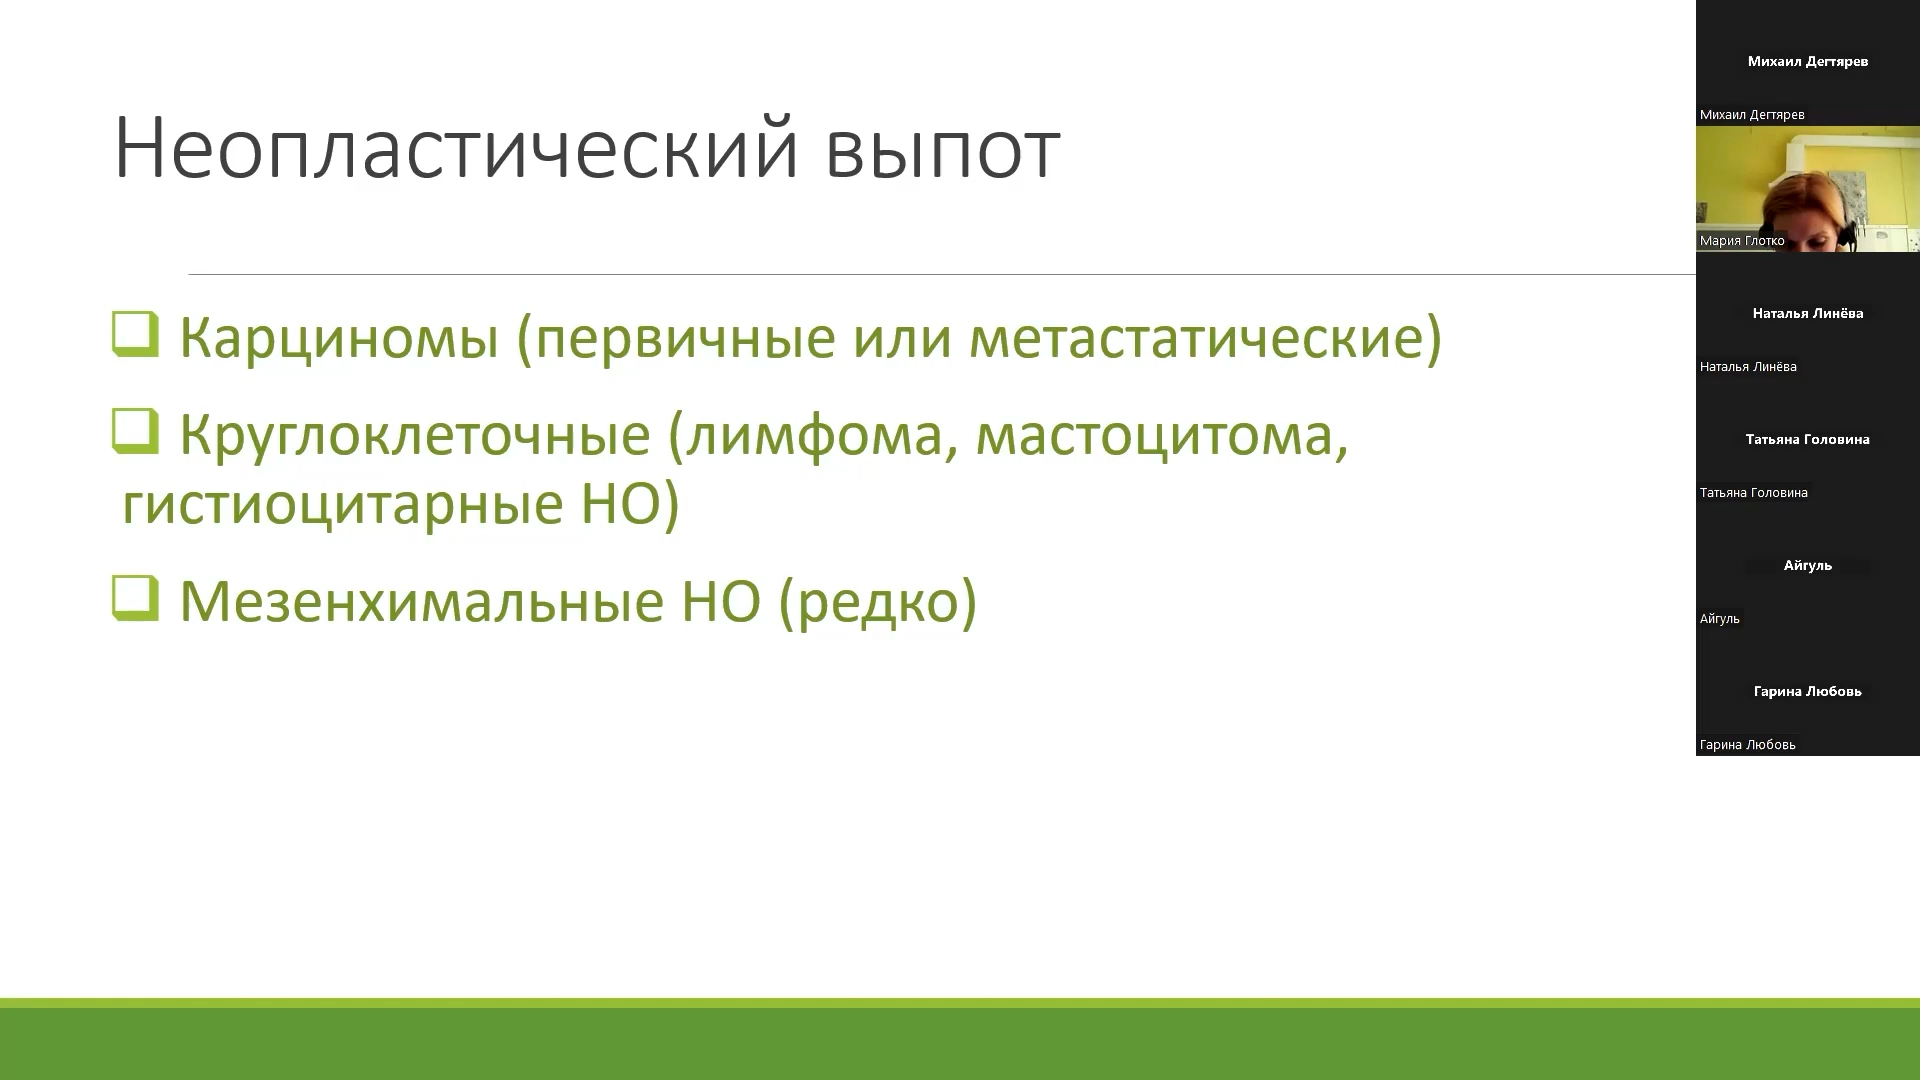 Неопластический выпот
Карциномы (первичные или метастатические)
Круглоклеточные (лимфома, мастоцитома,
гистиоцитарные НО)
Мезенхимальные НО (редко)
Михаил Дегтярев
Михаил Дегтярев
Мария Глотко
Наталья Линёва
Наталья Линёва
Татьяна Головина
Татьяна Головина
Айгуль
Айгуль
Гарина Любовь
Гарина Любовь